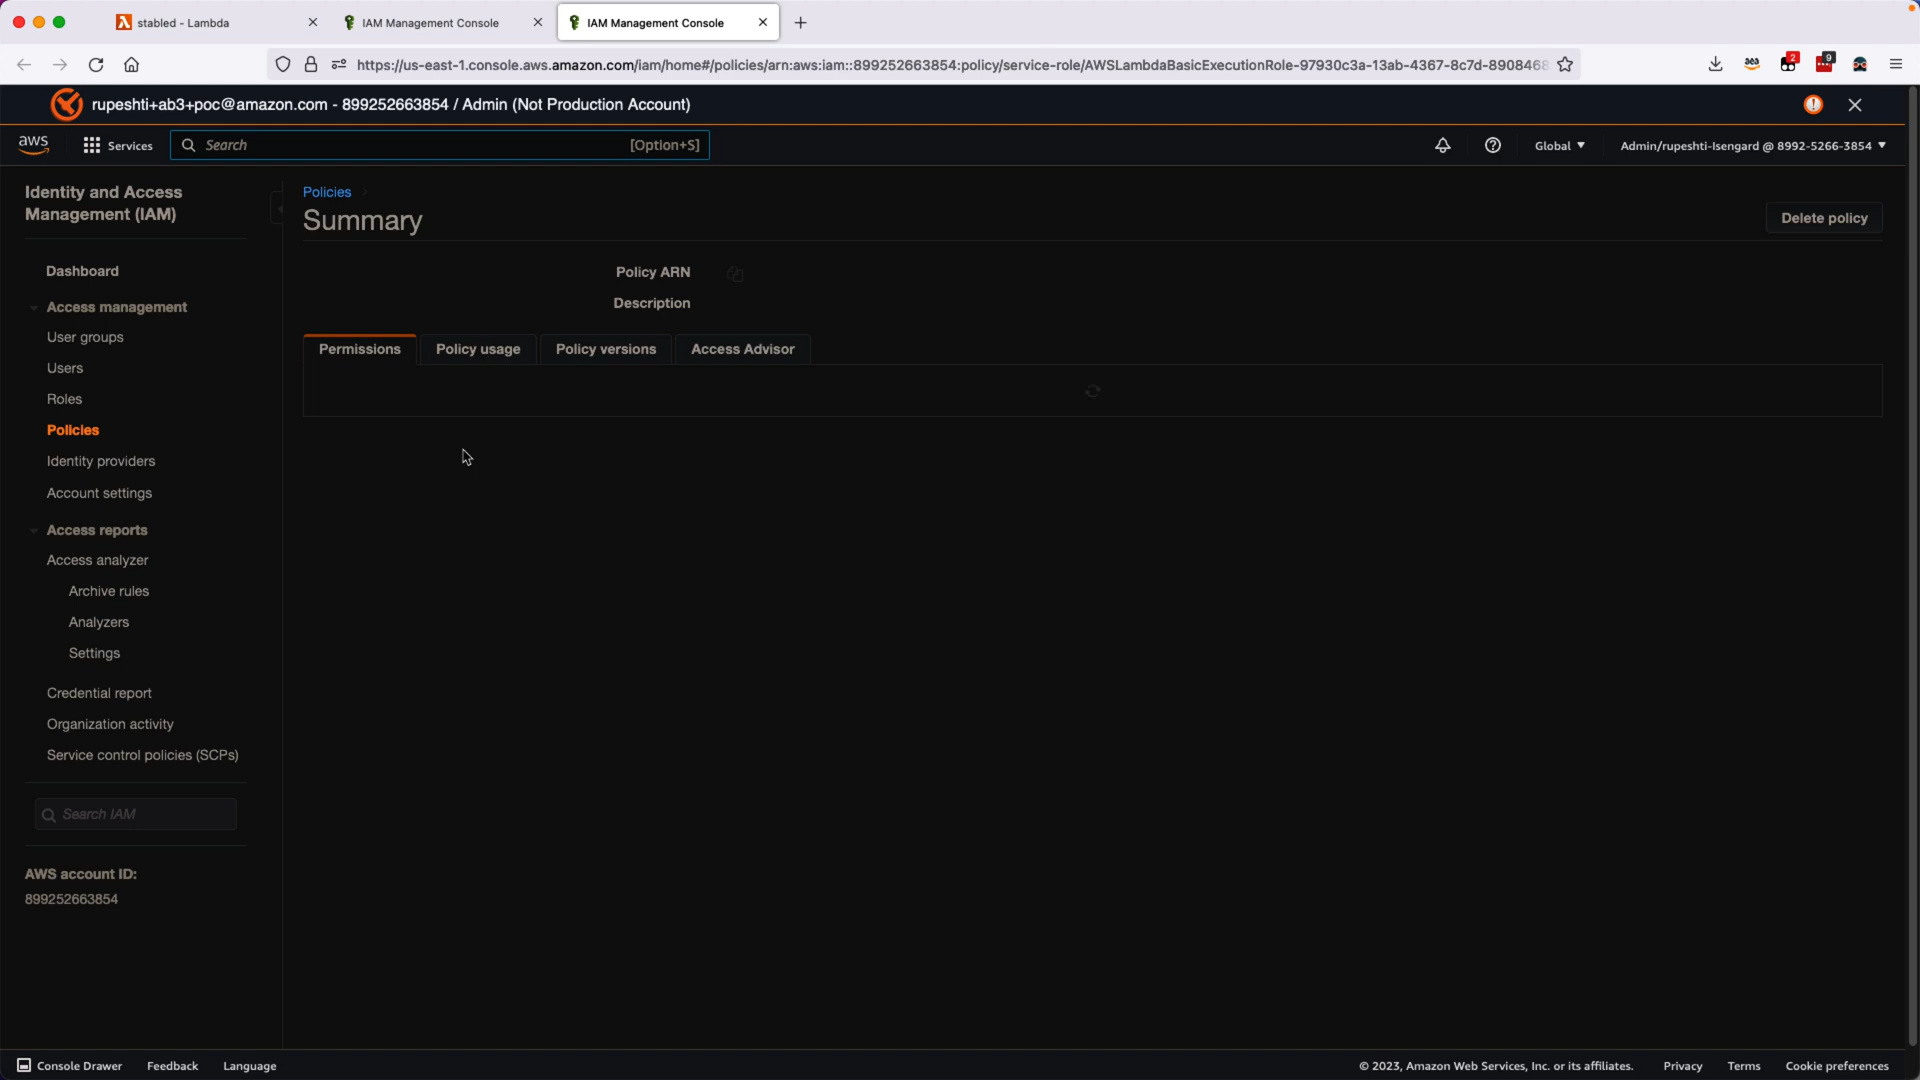 stabled - Lambda
IAM Management Console
IAM Management Console
https://us-east-1.console.aws.amazon.com/iam/home#/policies/arn:aws:iam::899252663854:policy/service-role/AWSLambdaBasicExecutionRole-97930c3a-13ab-4367-8c7d-8908468
2
9
rupeshti+ab3+poc@amazon.com - 899252663854 / Admin (Not Production Account)
aws
Services
Search
[Option+S]
Global
Admin/rupeshti-Isengard @ 8992-5266-3854
Identity and Access
Management (IAM)
Dashboard
Access management
User groups
Users
Roles
Policies
Identity providers
Account settings
Access reports
Access analyzer
Archive rules
Analyzers
Settings
Credential report
Organization activity
Service control policies (SCPs)
Search IAM
AWS account ID:
899252663854
Policies
Summary
Delete policy
Policy ARN
Description
Permissions
Policy usage
Policy versions
Access Advisor
Console Drawer
Feedback
Language
© 2023, Amazon Web Services, Inc. or its affiliates.
Privacy
Terms
Cookie preferences